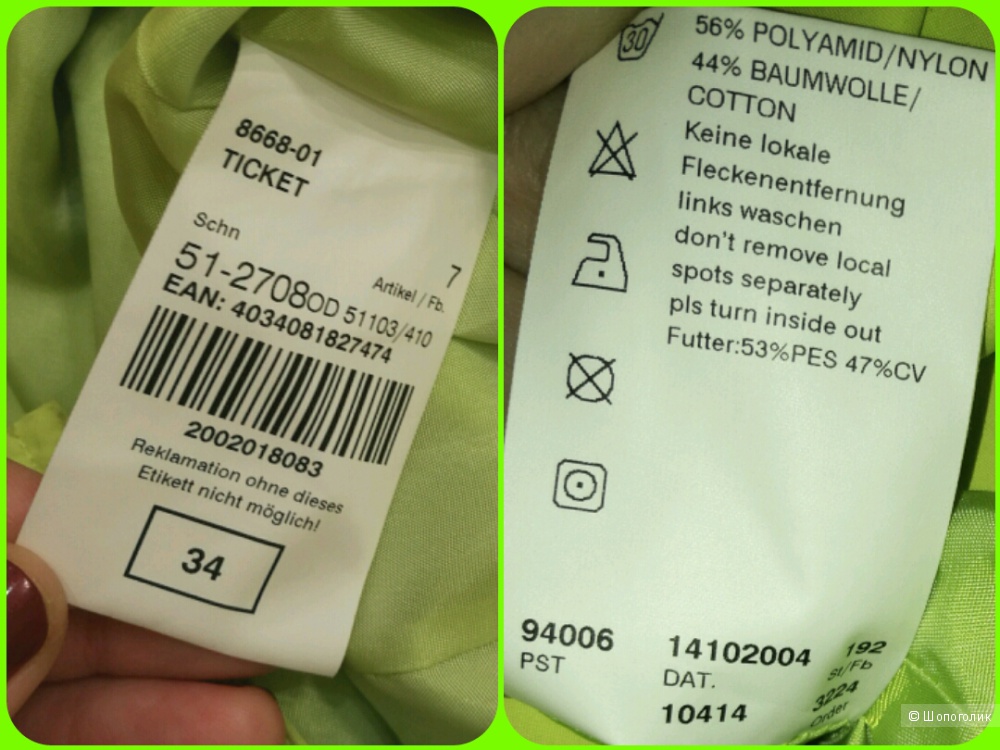 8668-01
TICKET
Schn
7
Artikel / Fb.
51-2708OD 51103/410
EAN: 4034081827474
2002018083
Reklamation ohne dieses
Etikett nicht möglich!
34
30
56% POLYAMID/NYLON
44% BAUMWOLLE/
COTTON
Keine lokale
Fleckenentfernung
links waschen
don't remove local
spots separately
pls turn inside out
Futter:53%PES 47%CV
94006
PST
14102004
DAT.
10414
192
St/Fb
3224
Order
© Шопоголик